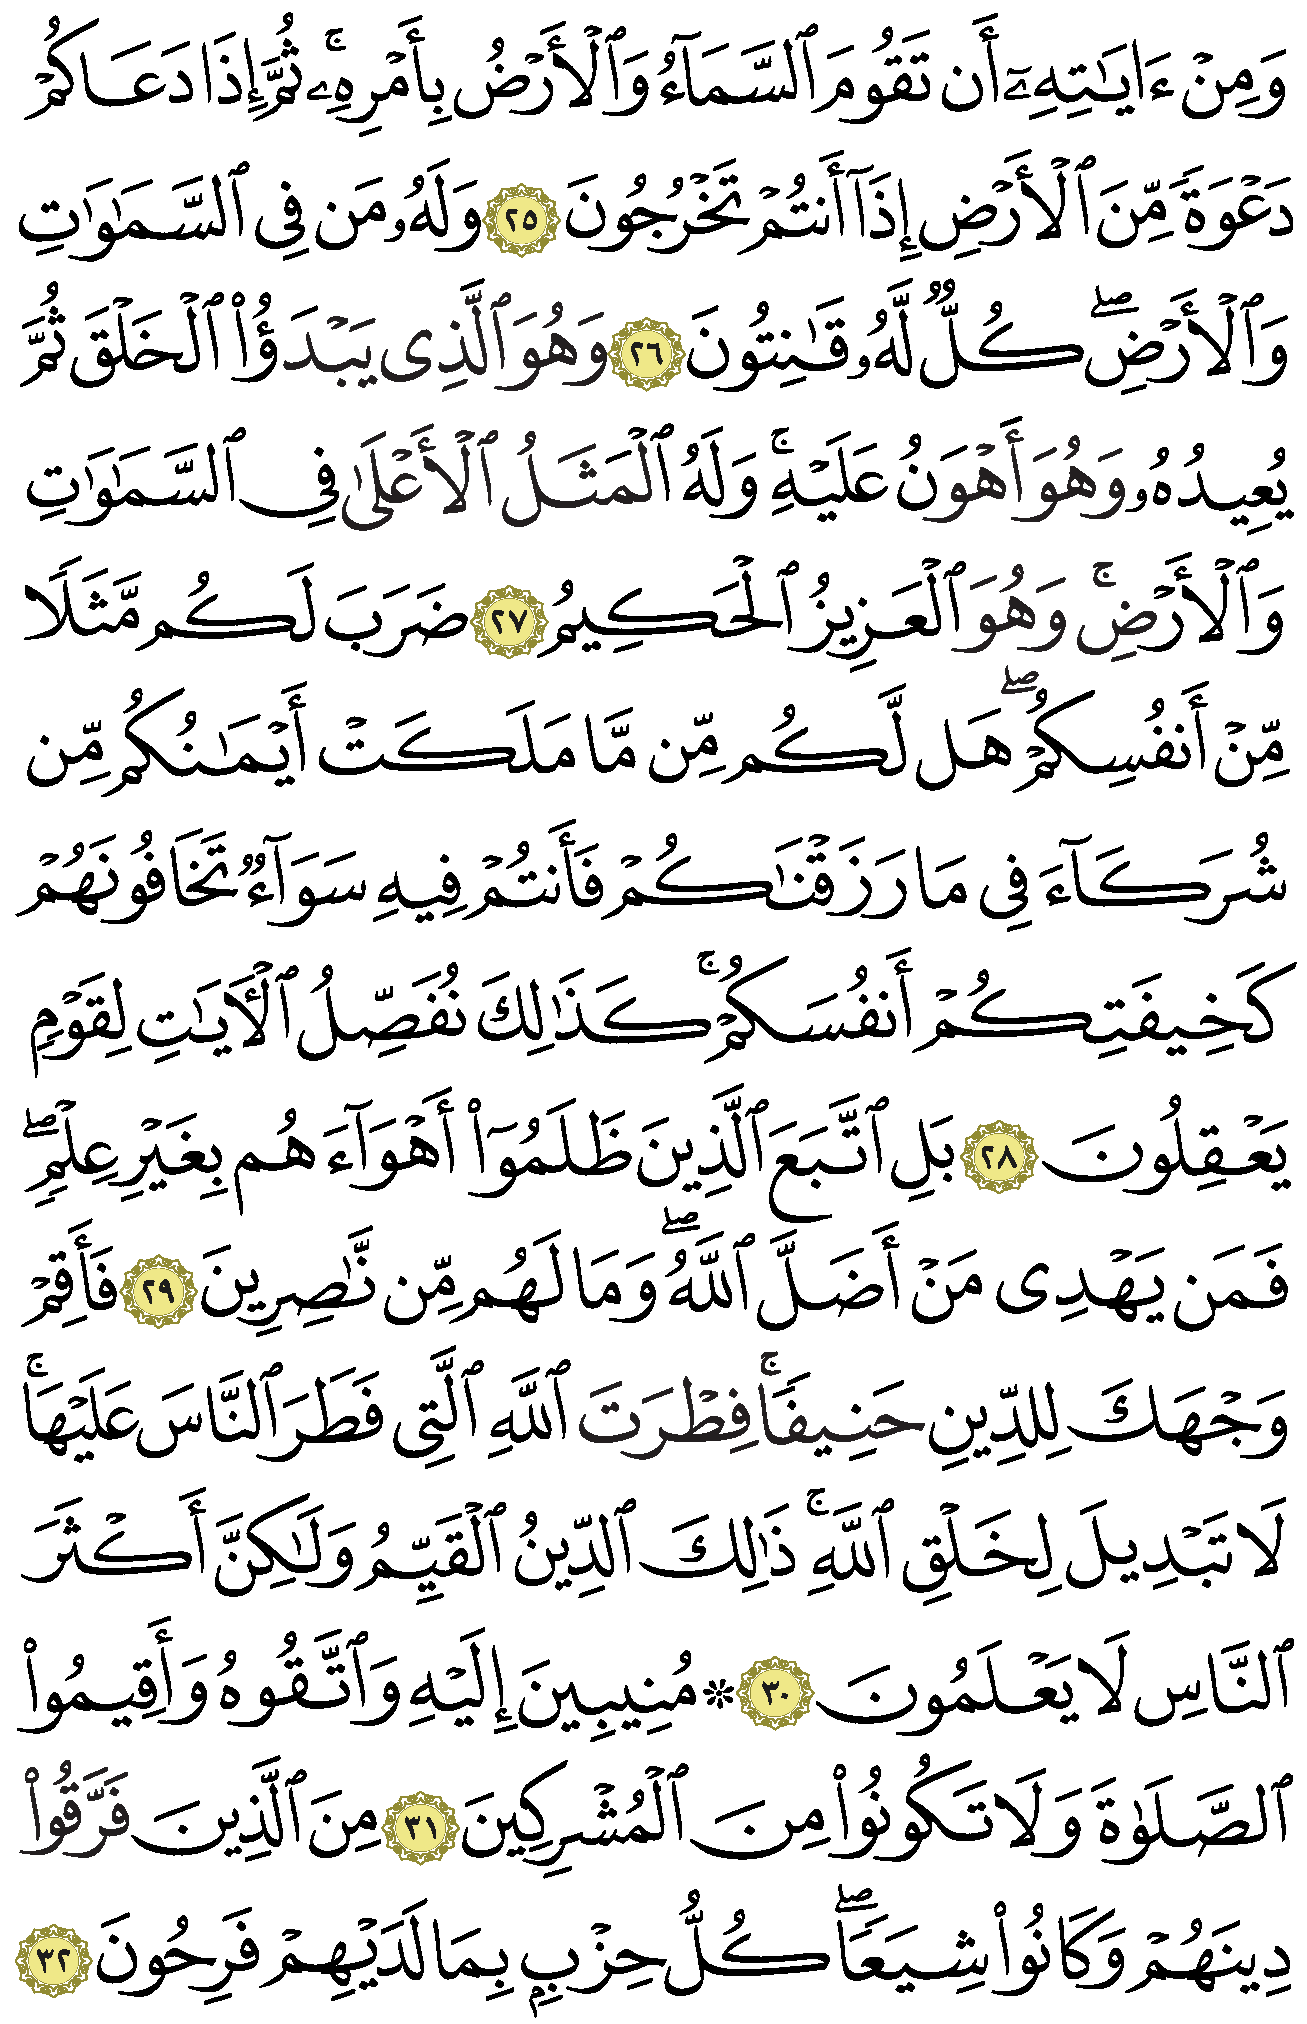 وَمِنْ ءَايَـٰتِهِۦٓ أَن تَقُومَ ٱلسَّمَآءُ وَٱلْأَرْضُ بِأَمْرِهِۦ ۚ ثُمَّ إِذَا دَعَاكُمْ
دَعْوَةً مِّنَ ٱلْأَرْضِ إِذَآ أَنتُمْ تَخْرُجُونَ ٢٥ وَلَهُۥ مَن فِى ٱلسَّمَـٰوَٰتِ
وَٱلْأَرْضِ ۖ كُلٌّ لَّهُۥ قَـٰنِتُونَ ٢٦ وَهُوَ ٱلَّذِى يَبْدَؤُا۟ ٱلْخَلْقَ ثُمَّ
يُعِيدُهُۥ وَهُوَ أَهْوَنُ عَلَيْهِ ۚ وَلَهُ ٱلْمَثَلُ ٱلْأَعْلَىٰ فِى ٱلسَّمَـٰوَٰتِ
وَٱلْأَرْضِ ۚ وَهُوَ ٱلْعَزِيزُ ٱلْحَكِيمُ ٢٧ ضَرَبَ لَكُم مَّثَلًا
مِّنْ أَنفُسِكُمْ ۖ هَل لَّكُم مِّن مَّا مَلَكَتْ أَيْمَـٰنُكُم مِّن
شُرَكَآءَ فِى مَا رَزَقْنَـٰكُمْ فَأَنتُمْ فِيهِ سَوَآءٌ تَخَافُونَهُمْ
كَخِيفَتِكُمْ أَنفُسَكُمْ ۚ كَذَٰلِكَ نُفَصِّلُ ٱلْـَٔايَـٰتِ لِقَوْمٍ
يَعْقِلُونَ ٢٨ بَلِ ٱتَّبَعَ ٱلَّذِينَ ظَلَمُوٓا۟ أَهْوَآءَهُم بِغَيْرِ عِلْمٍ ۖ
فَمَن يَهْدِى مَنْ أَضَلَّ ٱللَّهُ ۖ وَمَا لَهُم مِّن نَّـٰصِرِينَ ٢٩ فَأَقِمْ
وَجْهَكَ لِلدِّينِ حَنِيفًا ۚ فِطْرَتَ ٱللَّهِ ٱلَّتِى فَطَرَ ٱلنَّاسَ عَلَيْهَا ۚ
لَا تَبْدِيلَ لِخَلْقِ ٱللَّهِ ۚ ذَٰلِكَ ٱلدِّينُ ٱلْقَيِّمُ وَلَـٰكِنَّ أَكْثَرَ
ٱلنَّاسِ لَا يَعْلَمُونَ ٣٠ * مُنِيبِينَ إِلَيْهِ وَٱتَّقُوهُ وَأَقِيمُوا۟
ٱلصَّلَوٰةَ وَلَا تَكُونُوا۟ مِنَ ٱلْمُشْرِكِينَ ٣١ مِنَ ٱلَّذِينَ فَرَّقُوا۟
دِينَهُمْ وَكَانُوا۟ شِيَعًا ۖ كُلُّ حِزْبٍۭ بِمَا لَدَيْهِمْ فَرِحُونَ ٣٢